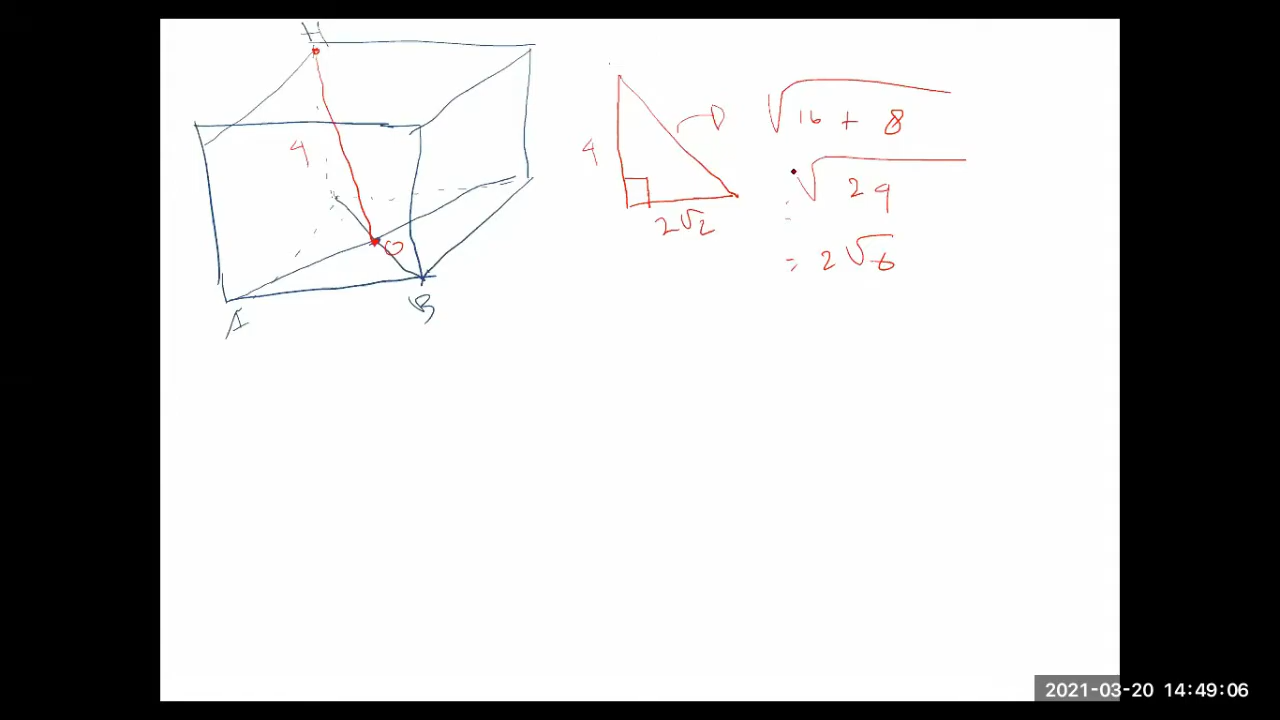 H
4
O
A
B
4
2√2
√16 + 8
√24
= 2√6
2021-03-20 14:49:06